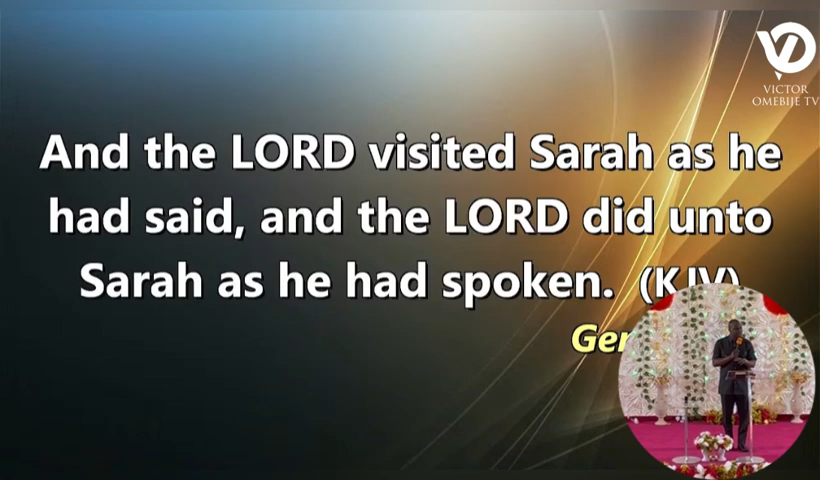 VICTOR
OMEBIJE TV
And the LORD visited Sarah as he
had said, and the LORD did unto
Sarah as he had spoken. (KJV)